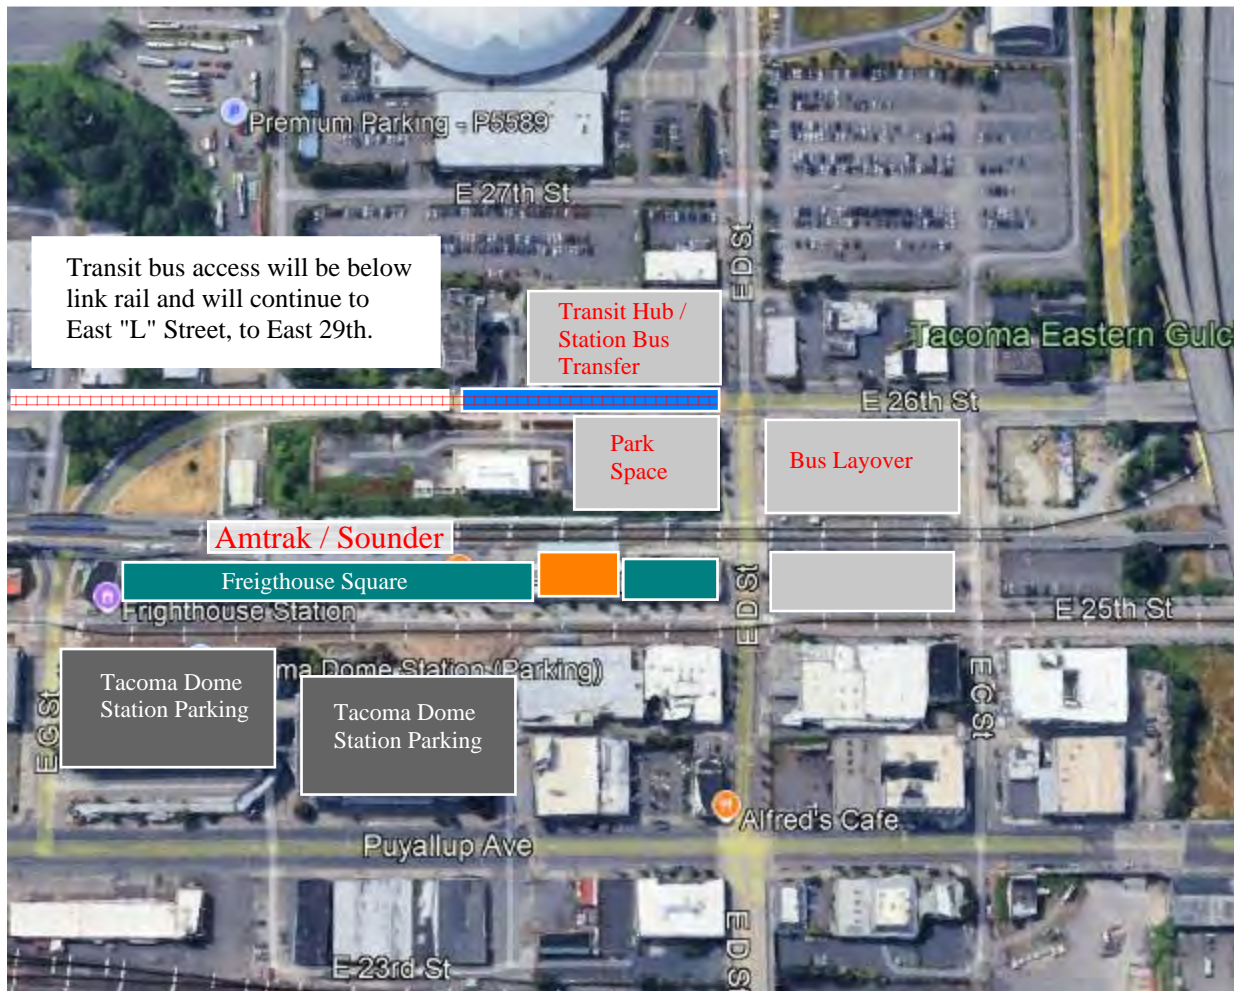 Premium Parking - P5589
E 27th St
E D St
Transit bus access will be below
link rail and will continue to
East "L" Street, to East 29th.
Transit Hub /
Station Bus
Transfer
Tacoma Eastern Gulc
E 26th St
Park
Space
Bus Layover
Amtrak / Sounder
Freigthouse Square
Frighthouse Station
E D St
E 25th St
ma Dome Station (Parking)
Tacoma Dome
Station Parking
Tacoma Dome
Station Parking
E G St
E C St
Alfred's Cafe
Puyallup Ave
E D S
E 23rd St